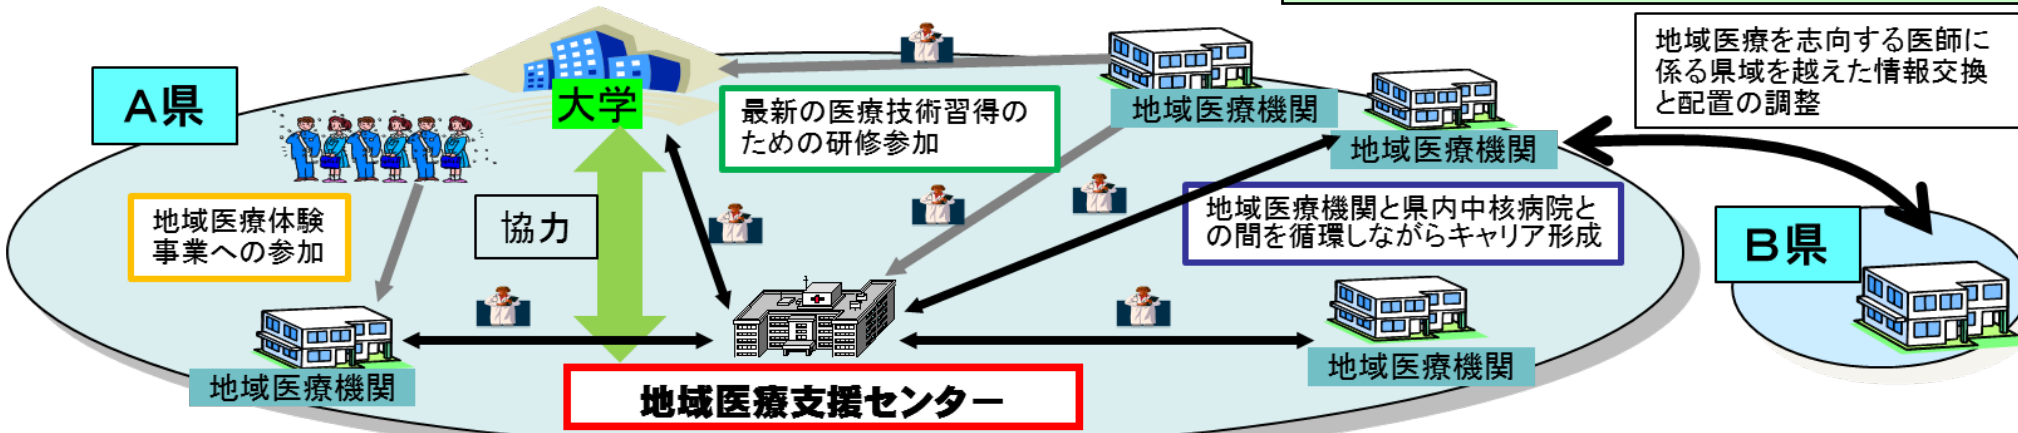 地域医療を志向する医師に
係る県域を越えた情報交換
と配置の調整
A県
大学
最新の医療技術習得の
ための研修参加
地域医療機関
地域医療機関
地域医療体験
事業への参加
協力
地域医療機関と県内中核病院と
の間を循環しながらキャリア形成
B県
地域医療機関
地域医療機関
地域医療支援センター